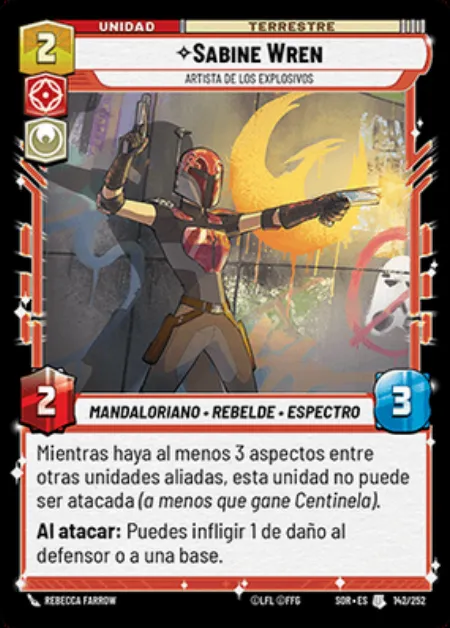 UNIDAD
TERRESTRE
2
SABINE WREN
ARTISTA DE LOS EXPLOSIVOS
2
MANDALORIANO • REBELDE • ESPECTRO
3
Mientras haya al menos 3 aspectos entre
otras unidades aliadas, esta unidad no puede
ser atacada (a menos que gane Centinela).
Al atacar: Puedes infligir 1 de daño al
defensor o a una base.
REBECCA FARROW
©LFL ©FFG
SOR • ES
142/252